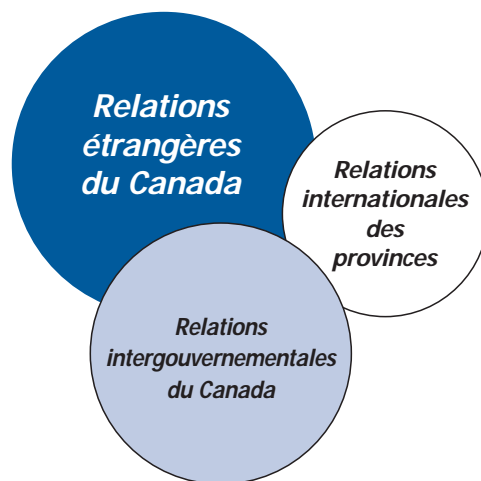 Relations
étrangères
du Canada
Relations
internationales
des
provinces
Relations
intergouvernementales
du Canada